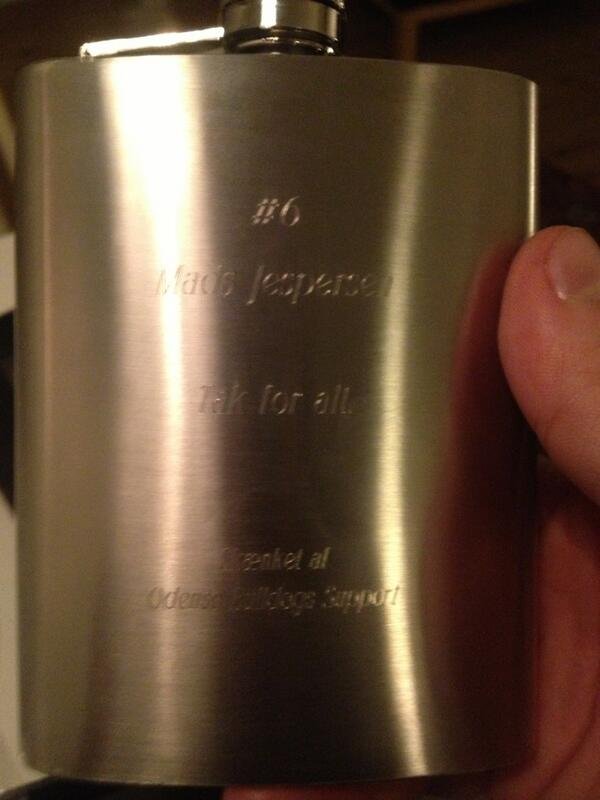 #6
Mads Jespersen
Tak for alt.
Skænket af
Odense Bulldogs Support